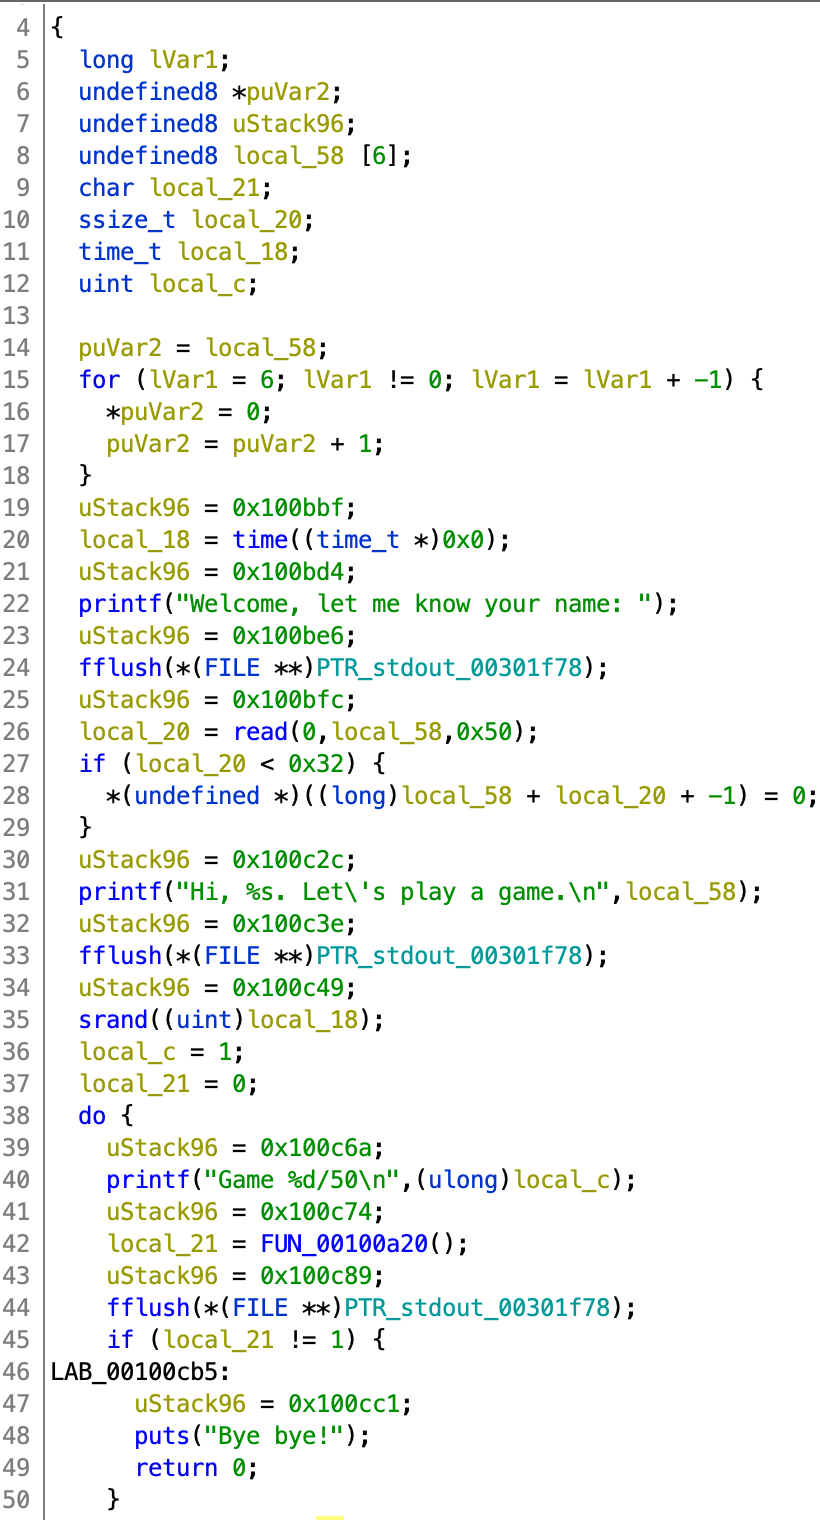 4 {
5   long lVar1;
6   undefined8 *puVar2;
7   undefined8 uStack96;
8   undefined8 local_58 [6];
9   char local_21;
10   ssize_t local_20;
11   time_t local_18;
12   uint local_c;
13
14   puVar2 = local_58;
15   for (lVar1 = 6; lVar1 != 0; lVar1 = lVar1 + -1) {
16     *puVar2 = 0;
17     puVar2 = puVar2 + 1;
18   }
19   uStack96 = 0x100bbf;
20   local_18 = time((time_t *)0x0);
21   uStack96 = 0x100bd4;
22   printf("Welcome, let me know your name: ");
23   uStack96 = 0x100be6;
24   fflush(*(FILE **)PTR_stdout_00301f78);
25   uStack96 = 0x100bfc;
26   local_20 = read(0,local_58,0x50);
27   if (local_20 < 0x32) {
28     *(undefined *)((long)local_58 + local_20 + -1) = 0;
29   }
30   uStack96 = 0x100c2c;
31   printf("Hi, %s. Let\'s play a game.\n",local_58);
32   uStack96 = 0x100c3e;
33   fflush(*(FILE **)PTR_stdout_00301f78);
34   uStack96 = 0x100c49;
35   srand((uint)local_18);
36   local_c = 1;
37   local_21 = 0;
38   do {
39     uStack96 = 0x100c6a;
40     printf("Game %d/50\n",(ulong)local_c);
41     uStack96 = 0x100c74;
42     local_21 = FUN_00100a20();
43     uStack96 = 0x100c89;
44     fflush(*(FILE **)PTR_stdout_00301f78);
45     if (local_21 != 1) {
46 LAB_00100cb5:
47       uStack96 = 0x100cc1;
48       puts("Bye bye!");
49       return 0;
50     }